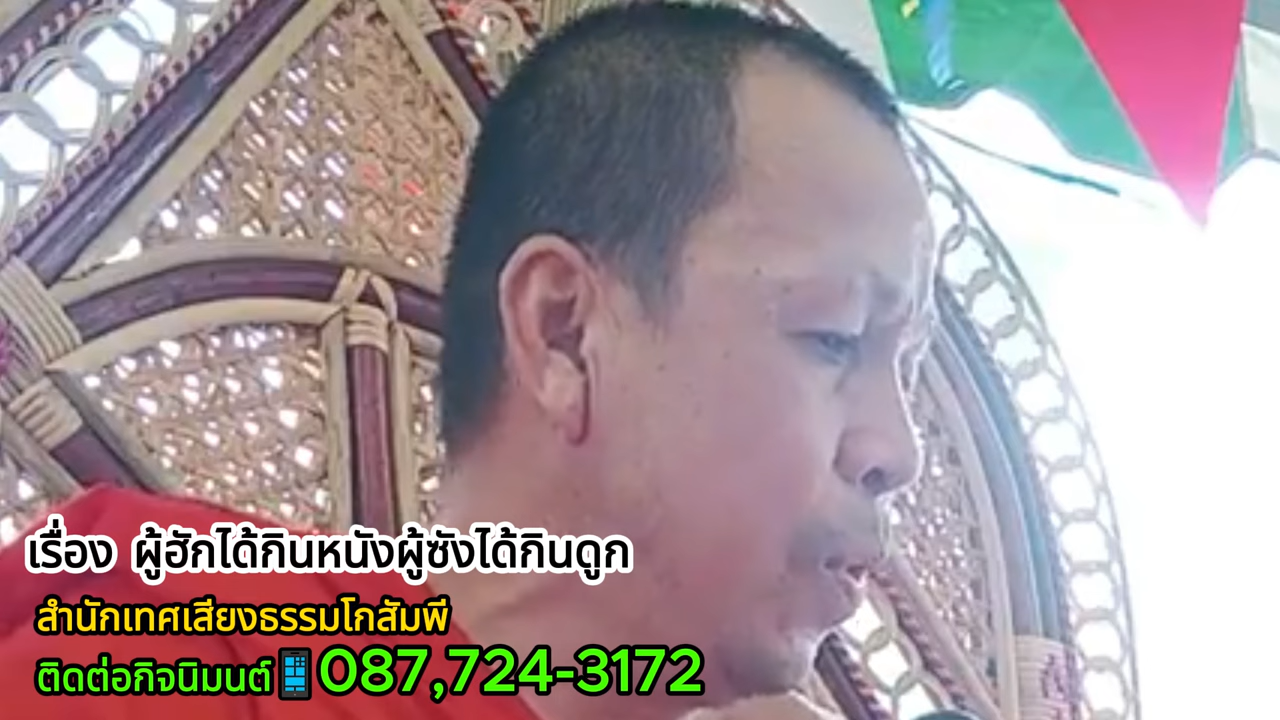 เรื่อง ผู้ฮักได้กินหนังผู้ซังได้กินดูก
สำนักเทศเสียงธรรมโกสัมพี
ติดต่อกิจนิมนต์📱087,724-3172